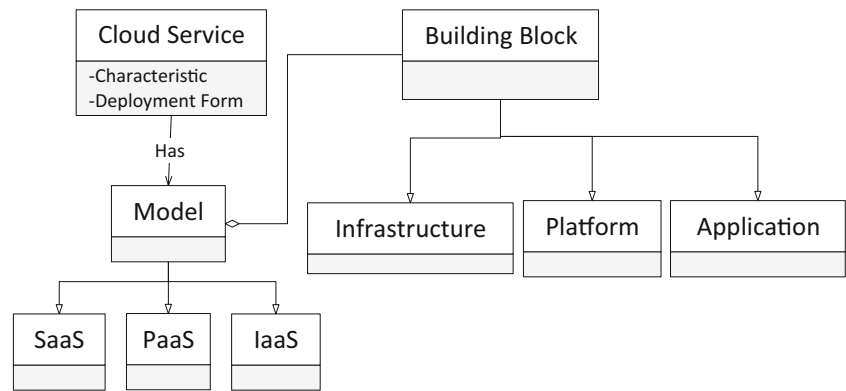 Cloud Service
-Characteristic
-Deployment Form
Building Block
Has
Model
Infrastructure
Platform
Application
SaaS
PaaS
IaaS